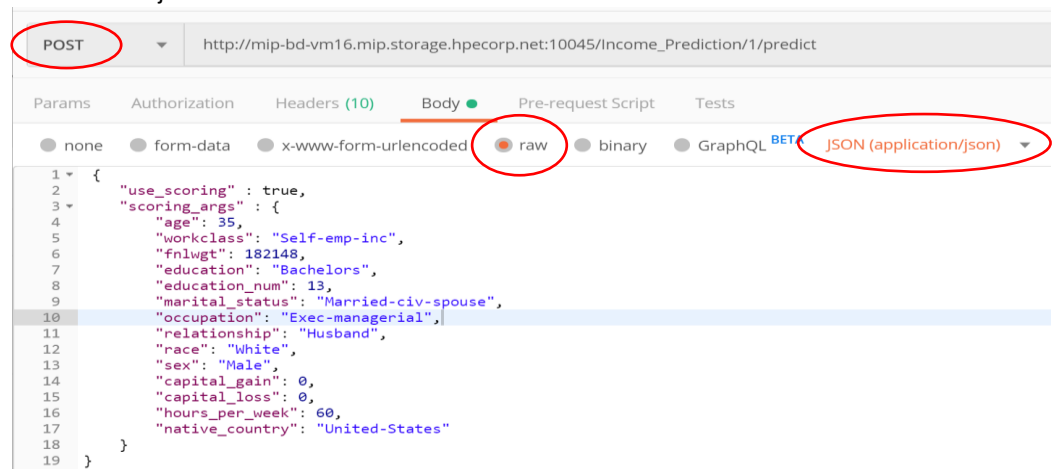 POST http://mip-bd-vm16.mip.storage.hpecorp.net:10045/Income_Prediction/1/predict
Params Authorization Headers (10) Body Pre-request Script Tests
none form-data x-www-form-urlencoded raw binary GraphQL BETA JSON (application/json)
1 {
2 "use_scoring" : true,
3 "scoring_args" : {
4 "age": 35,
5 "workclass": "Self-emp-inc",
6 "fnlwgt": 182148,
7 "education": "Bachelors",
8 "education_num": 13,
9 "marital_status": "Married-civ-spouse",
10 "occupation": "Exec-managerial",
11 "relationship": "Husband",
12 "race": "White",
13 "sex": "Male",
14 "capital_gain": 0,
15 "capital_loss": 0,
16 "hours_per_week": 60,
17 "native_country": "United-States"
18 }
19 }